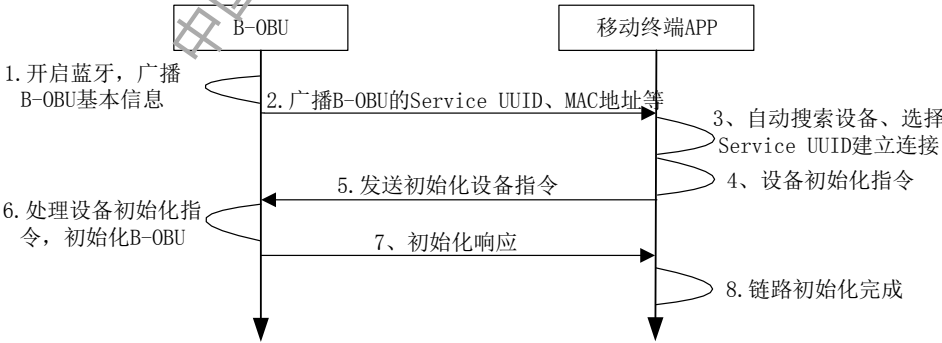 中国
B-OBU
移动终端APP
1.开启蓝牙，广播
B-OBU基本信息
2.广播B-OBU的Service UUID、MAC地址等
3、自动搜索设备、选择
Service UUID建立连接
4、设备初始化指令
5.发送初始化设备指令
6.处理设备初始化指
令，初始化B-OBU
7、初始化响应
8.链路初始化完成